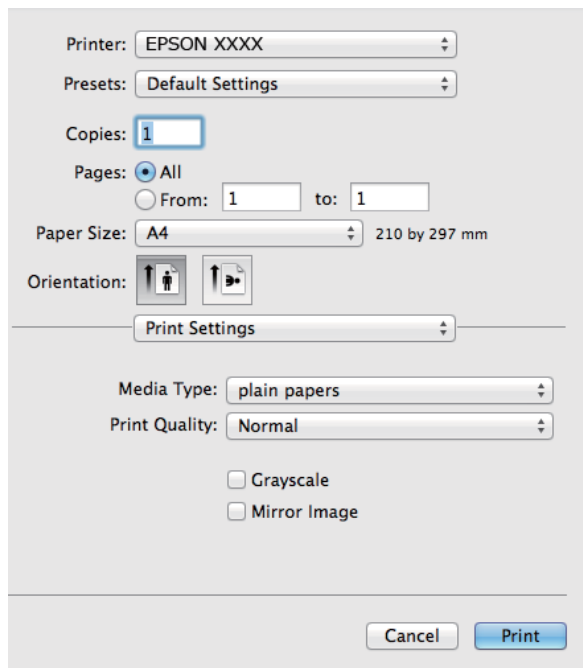 Printer: EPSON XXXX
Presets: Default Settings
Copies: 1
Pages: All
From: 1 to: 1
Paper Size: A4 210 by 297 mm
Orientation:
Print Settings
Media Type: plain papers
Print Quality: Normal
Grayscale
Mirror Image
Cancel Print